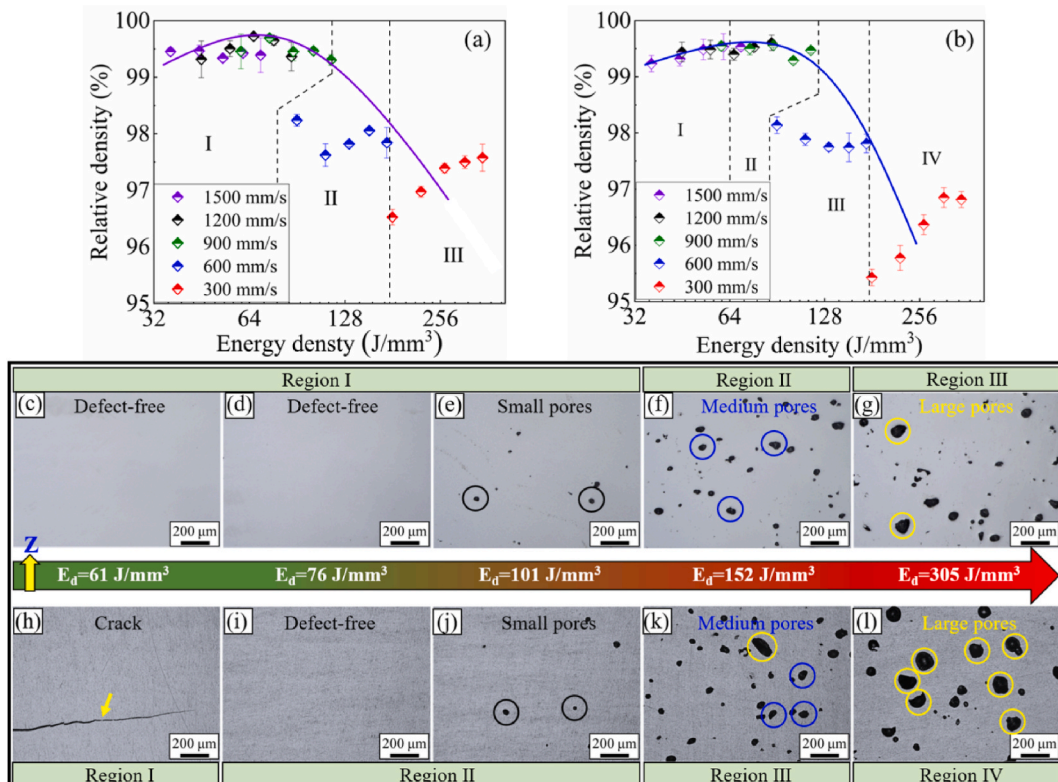 100
99
98
97
96
95
Relative density (%)
(a)
I
II
III
1500 mm/s
1200 mm/s
900 mm/s
600 mm/s
300 mm/s
32 64 128 256
Energy densty (J/mm³)
100
99
98
97
96
95
Relative density (%)
(b)
I
II
III
IV
1500 mm/s
1200 mm/s
900 mm/s
600 mm/s
300 mm/s
32 64 128 256
Energy density (J/mm³)
Region I Region II Region III
(c) Defect-free (d) Defect-free (e) Small pores (f) Medium pores (g) Large pores
200 μm 200 μm 200 μm 200 μm 200 μm
Z
E_d=61 J/mm³ E_d=76 J/mm³ E_d=101 J/mm³ E_d=152 J/mm³ E_d=305 J/mm³
(h) Crack (i) Defect-free (j) Small pores (k) Medium pores (l) Large pores
200 μm 200 μm 200 μm 200 μm 200 μm
Region I Region II Region III Region IV